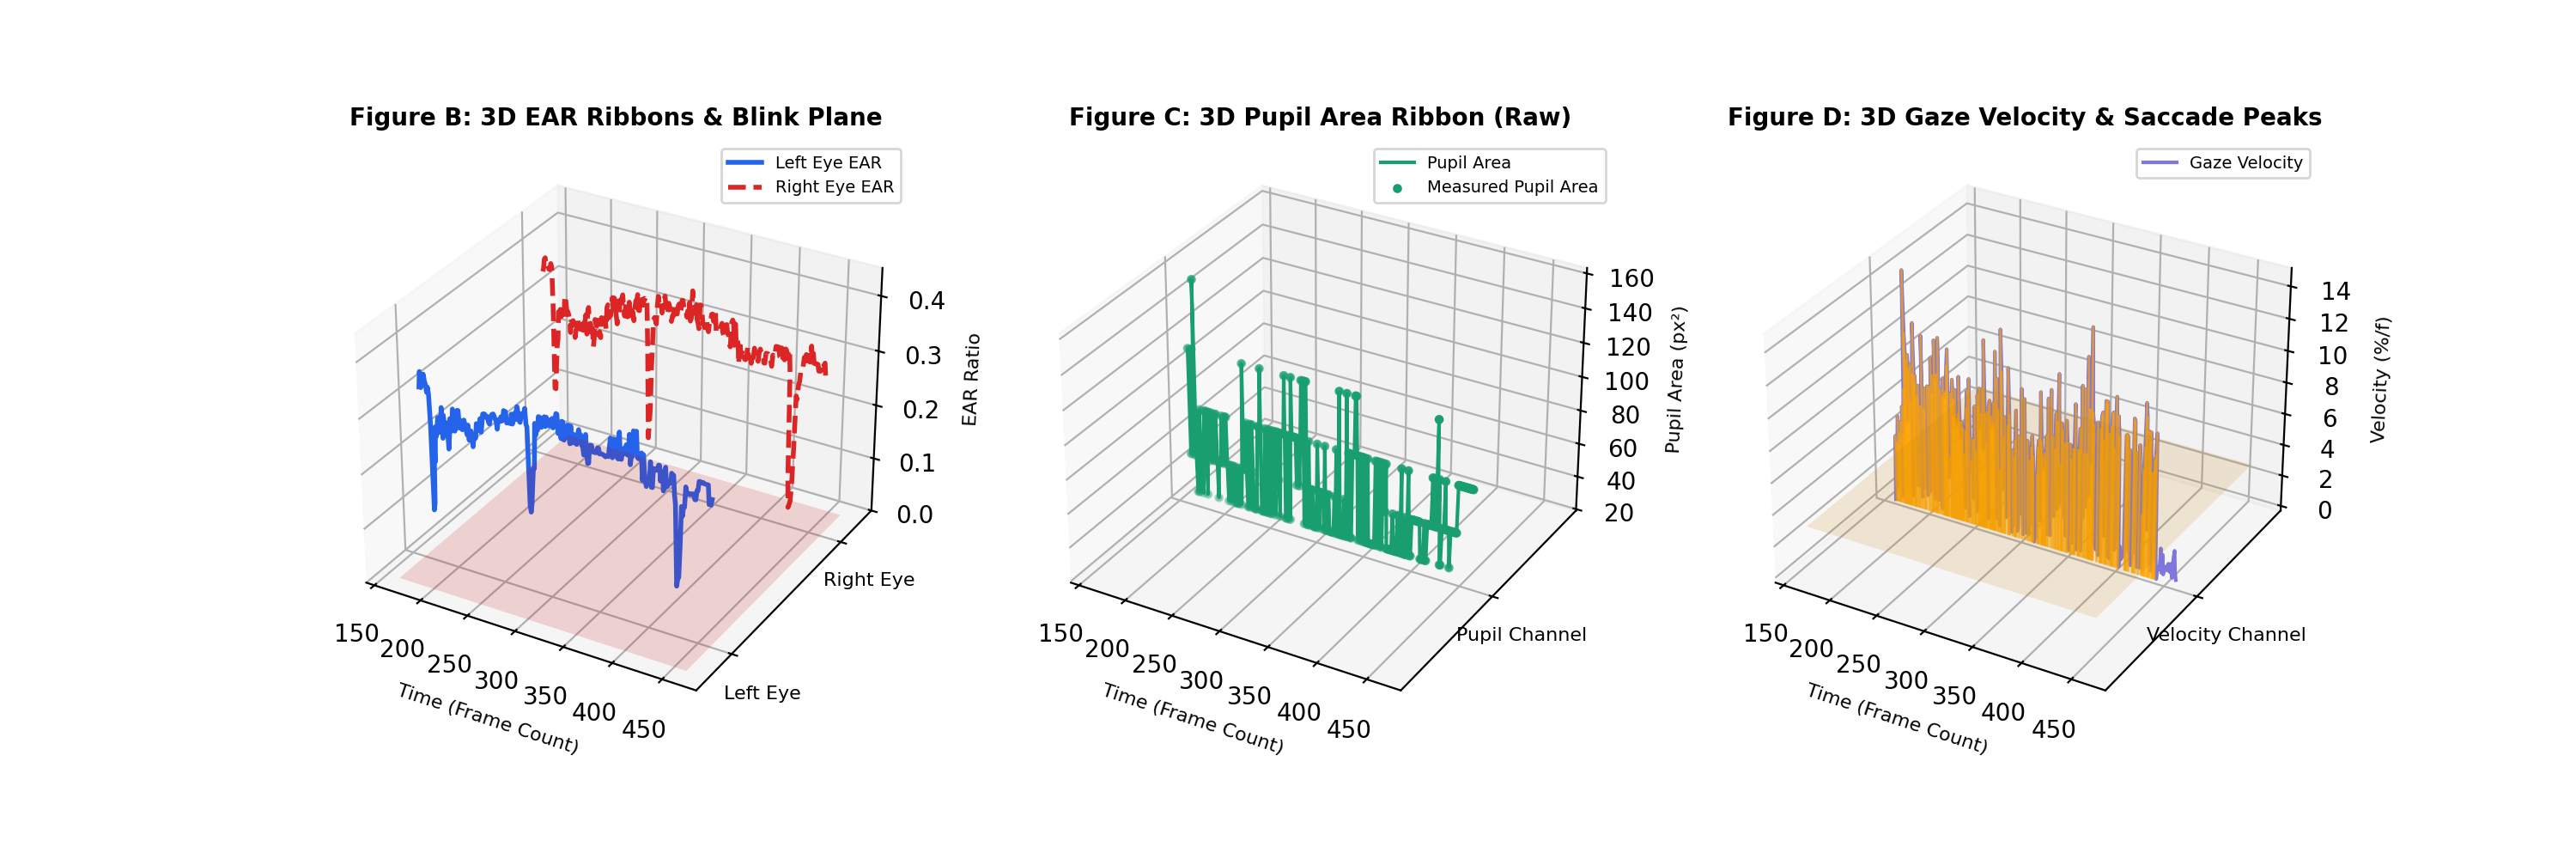 Figure B: 3D EAR Ribbons & Blink Plane
Left Eye EAR
Right Eye EAR
0.4
0.3
0.2
0.1
0.0
EAR Ratio
Right Eye
Left Eye
150
200
250
300
350
400
450
Time (Frame Count)
Figure C: 3D Pupil Area Ribbon (Raw)
Pupil Area
Measured Pupil Area
160
140
120
100
80
60
40
20
Pupil Area (px²)
Pupil Channel
150
200
250
300
350
400
450
Time (Frame Count)
Figure D: 3D Gaze Velocity & Saccade Peaks
Gaze Velocity
14
12
10
8
6
4
2
0
Velocity (%/f)
Velocity Channel
150
200
250
300
350
400
450
Time (Frame Count)